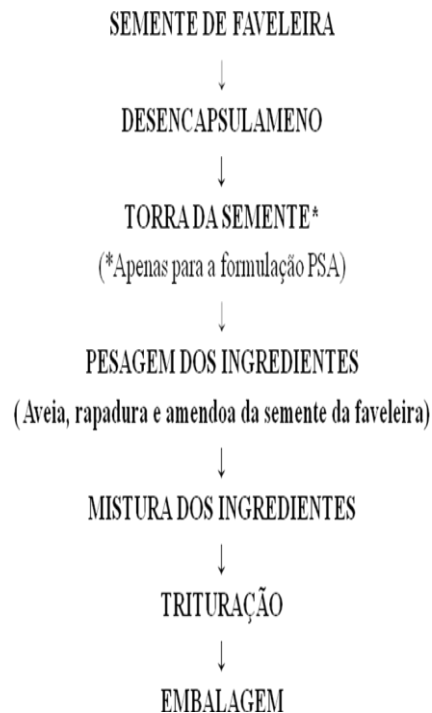 SEMENTE DE FAVELEIRA
↓
DESENCAPSULAMENO
↓
TORRA DA SEMENTE*
(*Apenas para a formulação PSA)
↓
PESAGEM DOS INGREDIENTES
( Aveia, rapadura e amendoa da semente da faveleira)
↓
MISTURA DOS INGREDIENTES
↓
TRITURAÇÃO
↓
EMBALAGEM